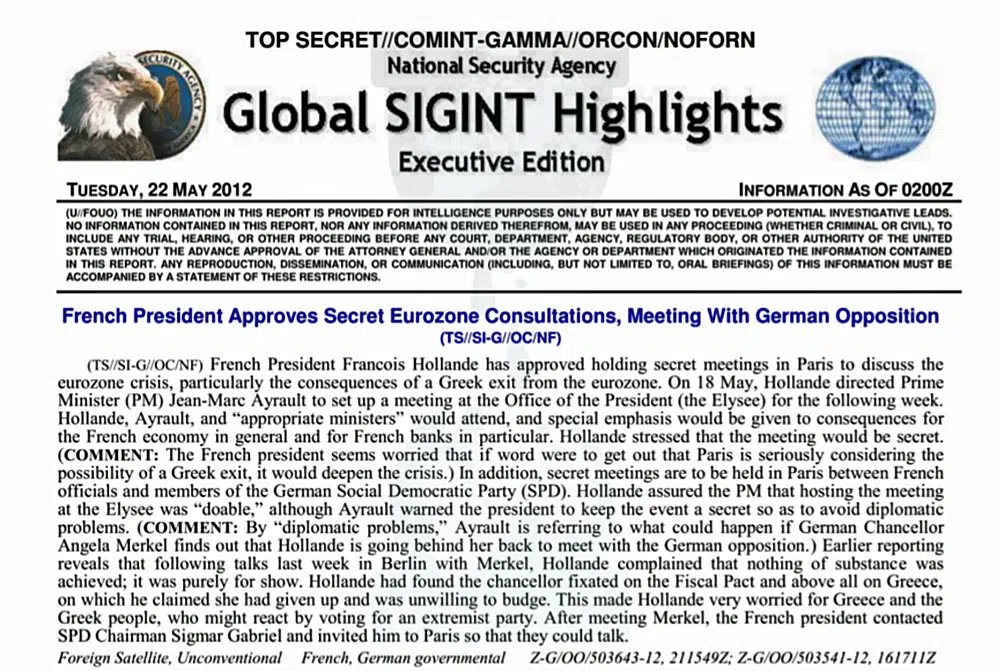 TOP SECRET//COMINT-GAMMA//ORCON/NOFORN
National Security Agency
SECURITY AGENCY
Global SIGINT Highlights
Executive Edition
TUESDAY, 22 MAY 2012
INFORMATION AS OF 0200Z
(U//FOUO) THE INFORMATION IN THIS REPORT IS PROVIDED FOR INTELLIGENCE PURPOSES ONLY BUT MAY BE USED TO DEVELOP POTENTIAL INVESTIGATIVE LEADS.
NO INFORMATION CONTAINED IN THIS REPORT, NOR ANY INFORMATION DERIVED THEREFROM, MAY BE USED IN ANY PROCEEDING (WHETHER CRIMINAL OR CIVIL), TO
INCLUDE ANY TRIAL, HEARING, OR OTHER PROCEEDING BEFORE ANY COURT, DEPARTMENT, AGENCY, REGULATORY BODY, OR OTHER AUTHORITY OF THE UNITED
STATES WITHOUT THE ADVANCE APPROVAL OF THE ATTORNEY GENERAL AND/OR THE AGENCY OR DEPARTMENT WHICH ORIGINATED THE INFORMATION CONTAINED
IN THIS REPORT. ANY REPRODUCTION, DISSEMINATION, OR COMMUNICATION (INCLUDING, BUT NOT LIMITED TO, ORAL BRIEFINGS) OF THIS INFORMATION MUST BE
ACCOMPANIED BY A STATEMENT OF THESE RESTRICTIONS.
French President Approves Secret Eurozone Consultations, Meeting With German Opposition
(TS//SI-G//OC/NF)
(TS//SI-G//OC/NF) French President Francois Hollande has approved holding secret meetings in Paris to discuss the
eurozone crisis, particularly the consequences of a Greek exit from the eurozone. On 18 May, Hollande directed Prime
Minister (PM) Jean-Marc Ayrault to set up a meeting at the Office of the President (the Elysee) for the following week.
Hollande, Ayrault, and “appropriate ministers” would attend, and special emphasis would be given to consequences for
the French economy in general and for French banks in particular. Hollande stressed that the meeting would be secret.
(COMMENT: The French president seems worried that if word were to get out that Paris is seriously considering the
possibility of a Greek exit, it would deepen the crisis.) In addition, secret meetings are to be held in Paris between French
officials and members of the German Social Democratic Party (SPD). Hollande assured the PM that hosting the meeting
at the Elysee was “doable,” although Ayrault warned the president to keep the event a secret so as to avoid diplomatic
problems. (COMMENT: By “diplomatic problems,” Ayrault is referring to what could happen if German Chancellor
Angela Merkel finds out that Hollande is going behind her back to meet with the German opposition.) Earlier reporting
reveals that following talks last week in Berlin with Merkel, Hollande complained that nothing of substance was
achieved; it was purely for show. Hollande had found the chancellor fixated on the Fiscal Pact and above all on Greece,
on which he claimed she had given up and was unwilling to budge. This made Hollande very worried for Greece and the
Greek people, who might react by voting for an extremist party. After meeting Merkel, the French president contacted
SPD Chairman Sigmar Gabriel and invited him to Paris so that they could talk.
Foreign Satellite, Unconventional French, German governmental Z-G/OO/503643-12, 211549Z; Z-G/OO/503541-12, 161711Z